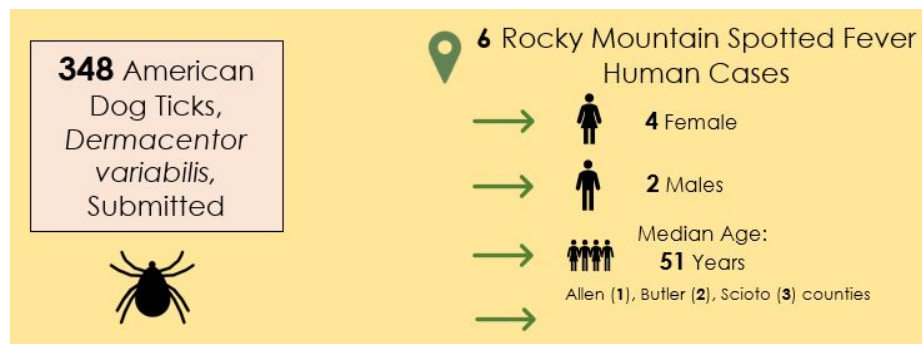 348 American
Dog Ticks,
Dermacentor
variabilis,
Submitted
6 Rocky Mountain Spotted Fever
Human Cases
4 Female
2 Males
Median Age:
51 Years
Allen (1), Butler (2), Scioto (3) counties